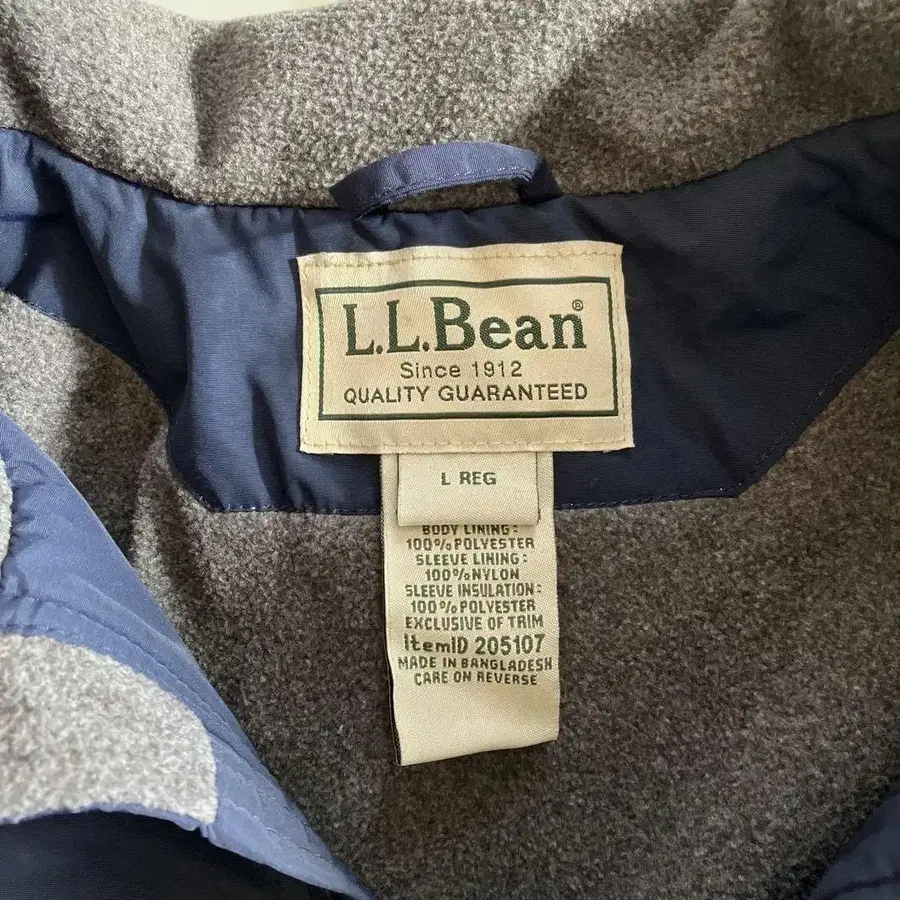 L.L.Bean®
Since 1912
QUALITY GUARANTEED
L REG
BODY LINING:
100% POLYESTER
SLEEVE LINING:
100% NYLON
SLEEVE INSULATION:
100% POLYESTER
EXCLUSIVE OF TRIM
ItemID 205107
MADE IN BANGLADESH
CARE ON REVERSE